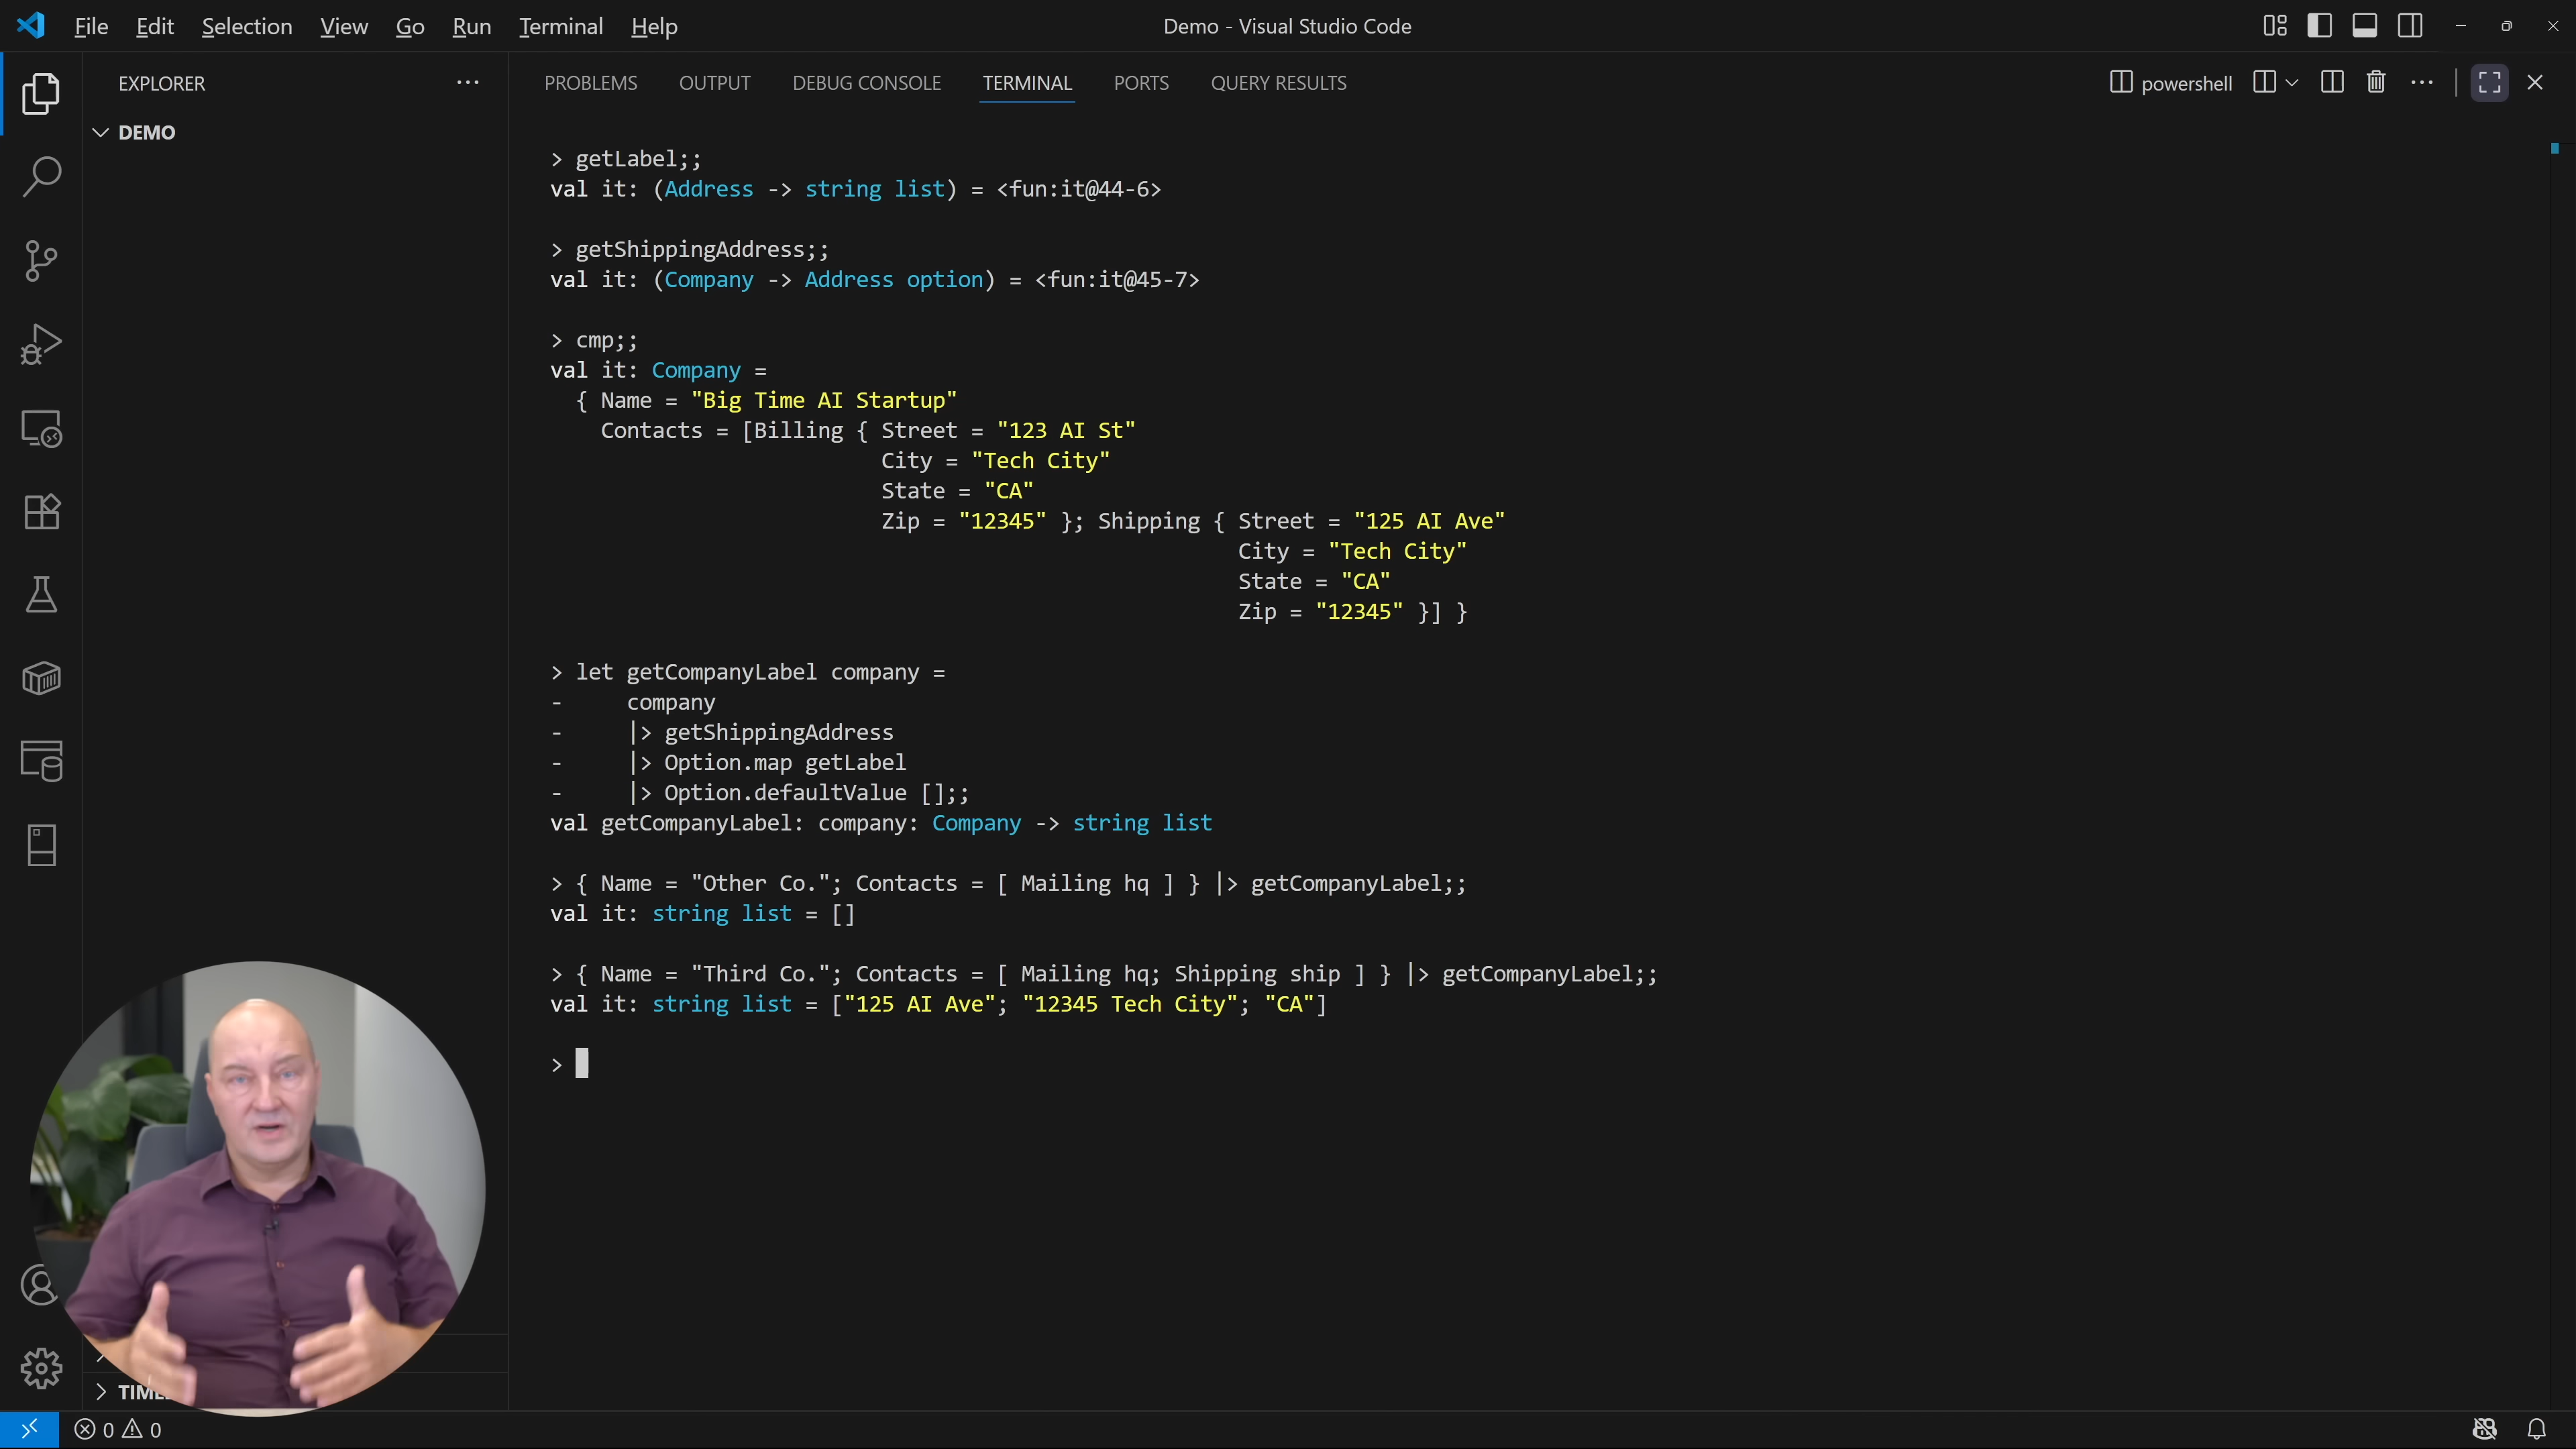 File Edit Selection View Go Run Terminal Help
Demo - Visual Studio Code
EXPLORER
DEMO
PROBLEMS OUTPUT DEBUG CONSOLE TERMINAL PORTS QUERY RESULTS
powershell
> getLabel;;
val it: (Address -> string list) = <fun:it@44-6>
> getShippingAddress;;
val it: (Company -> Address option) = <fun:it@45-7>
> cmp;;
val it: Company =
{ Name = "Big Time AI Startup"
Contacts = [Billing { Street = "123 AI St"
City = "Tech City"
State = "CA"
Zip = "12345" }; Shipping { Street = "125 AI Ave"
City = "Tech City"
State = "CA"
Zip = "12345" }] }
> let getCompanyLabel company =
- company
- |> getShippingAddress
- |> Option.map getLabel
- |> Option.defaultValue [];;
val getCompanyLabel: company: Company -> string list
> { Name = "Other Co."; Contacts = [ Mailing hq ] } |> getCompanyLabel;;
val it: string list = []
> { Name = "Third Co."; Contacts = [ Mailing hq; Shipping ship ] } |> getCompanyLabel;;
val it: string list = ["125 AI Ave"; "12345 Tech City"; "CA"]
>
0 0